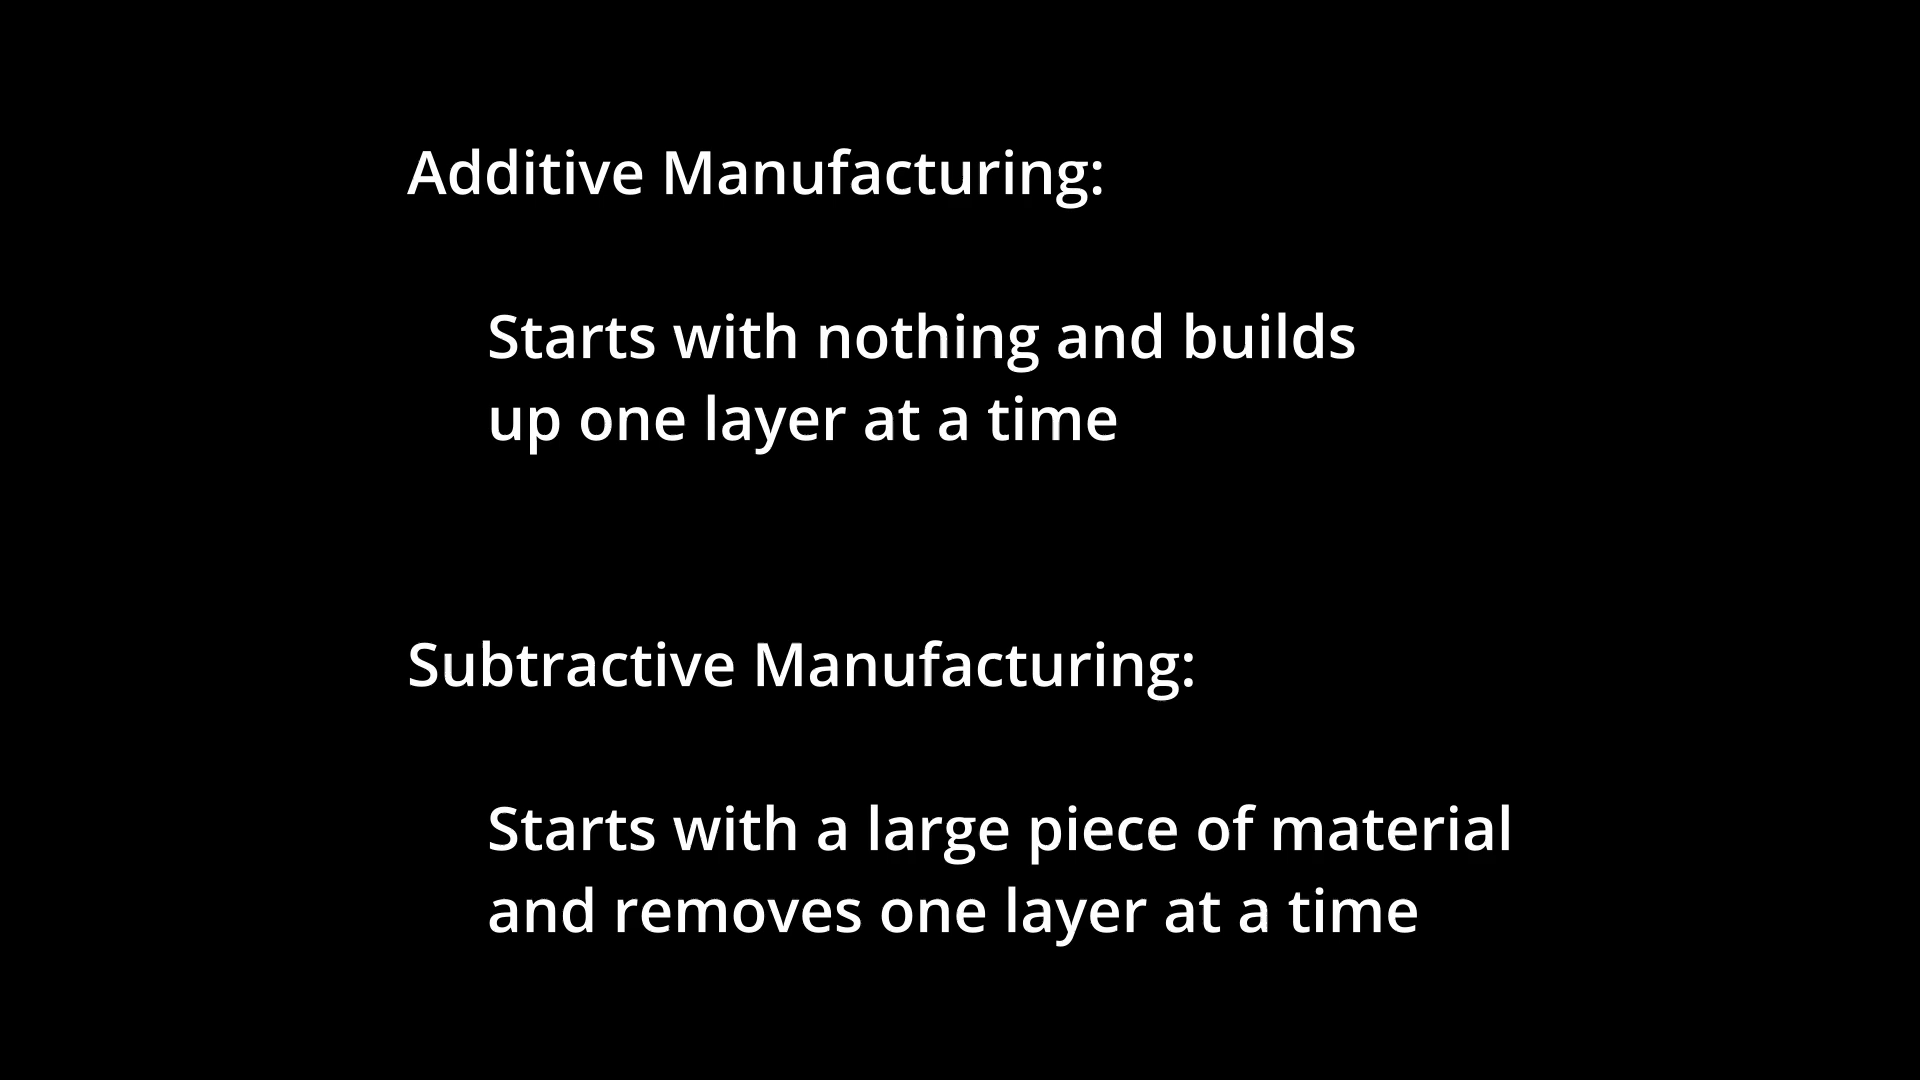 Additive Manufacturing:
Starts with nothing and builds
up one layer at a time
Subtractive Manufacturing:
Starts with a large piece of material
and removes one layer at a time